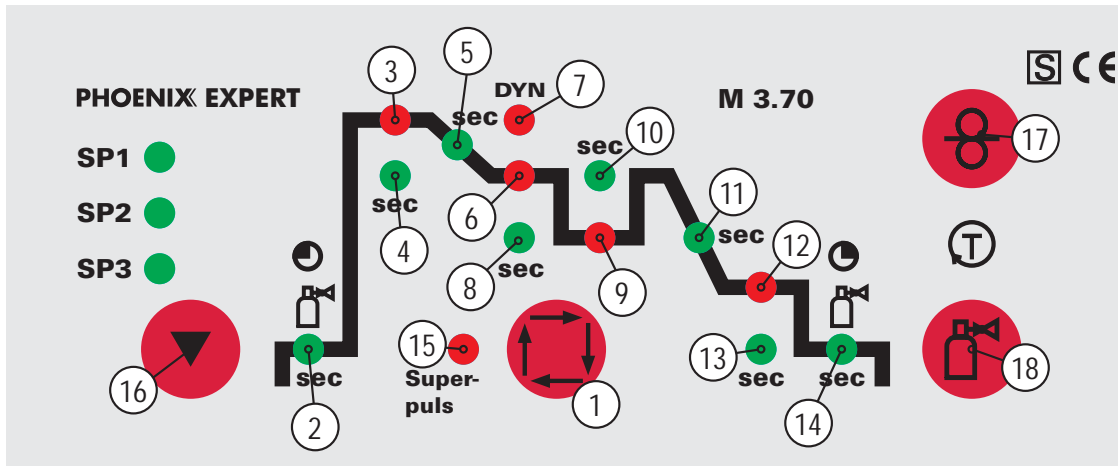 PHOENIX EXPERT
M 3.70
S CE
SP1
SP2
SP3
DYN
sec
sec
sec
sec
sec
sec
sec
sec
Super-
puls
T
1
2
3
4
5
6
7
8
9
10
11
12
13
14
15
16
17
18